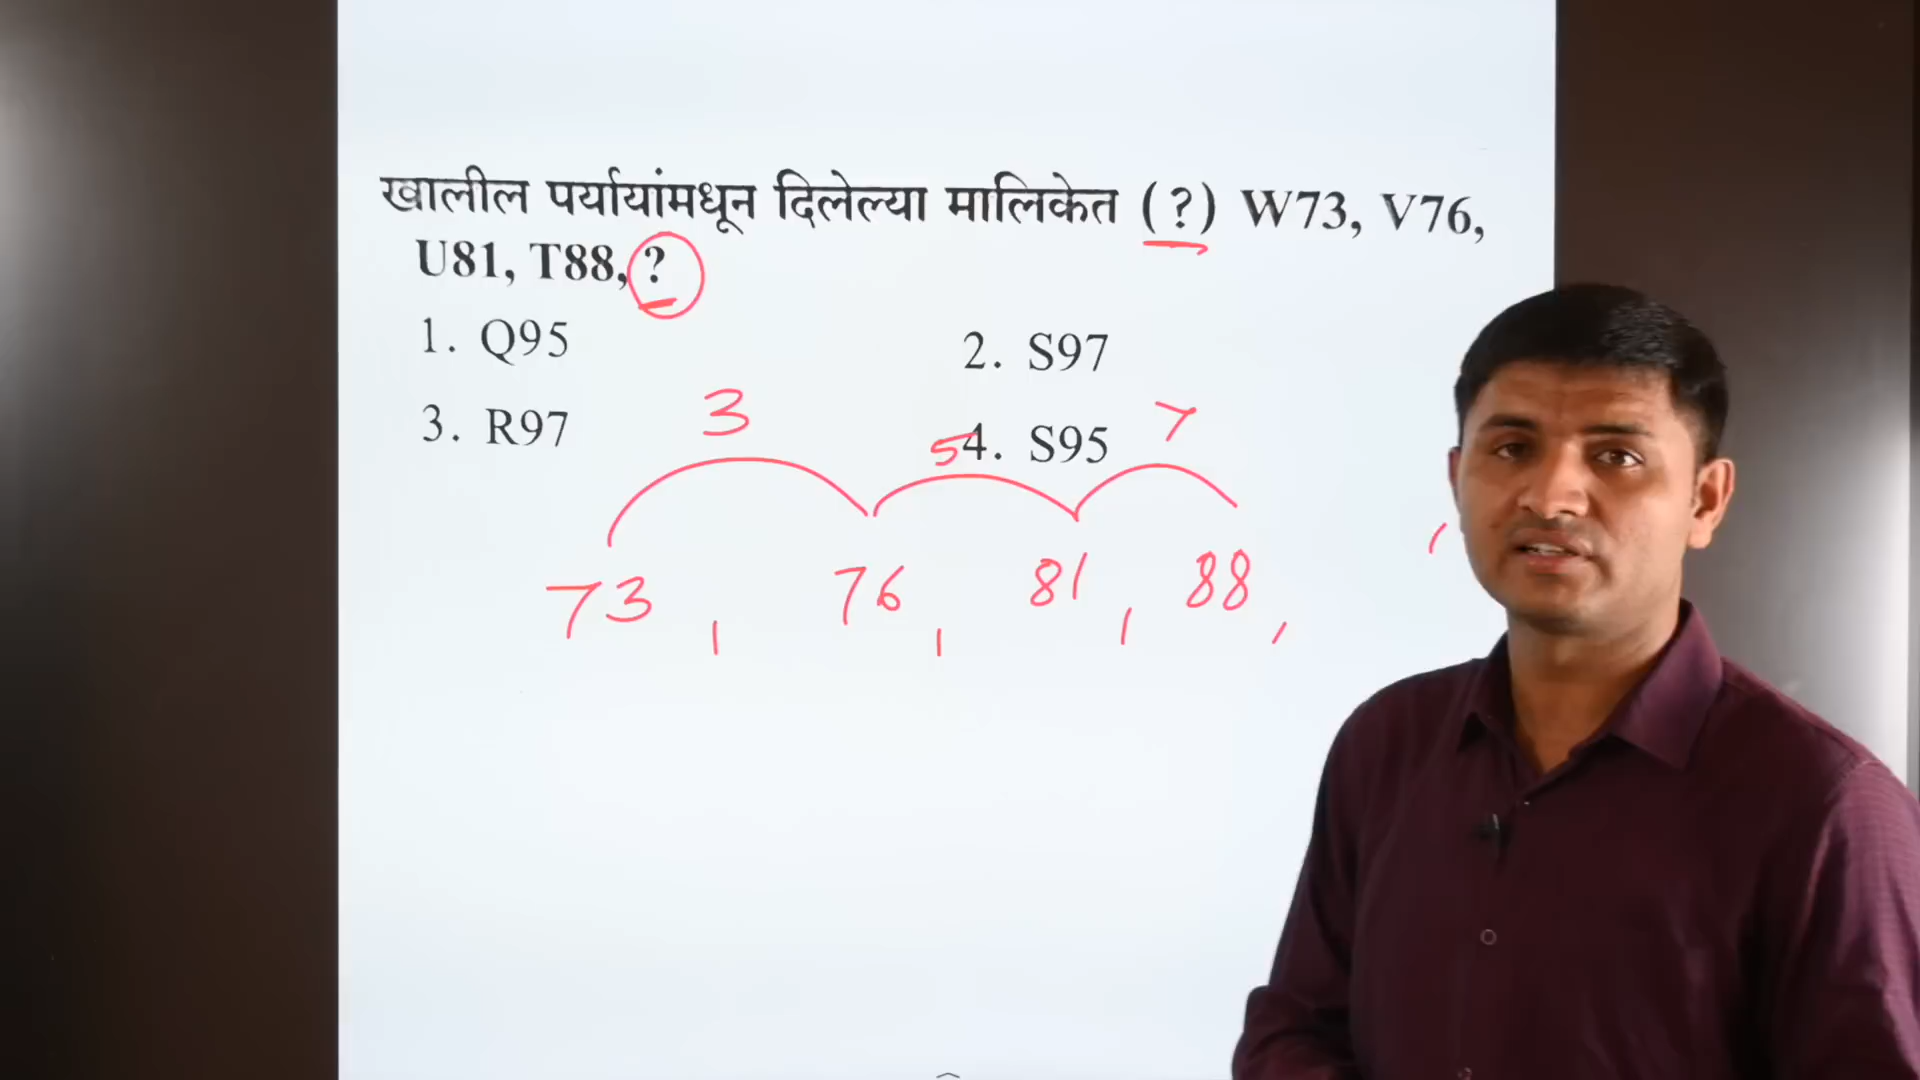 खालील पर्यायांमधून दिलेल्या मालिकेत (?) W73, V76,
U81, T88, ?
1. Q95
2. S97
3. R97
4. S95
3
5
7
73, 76, 81, 88,